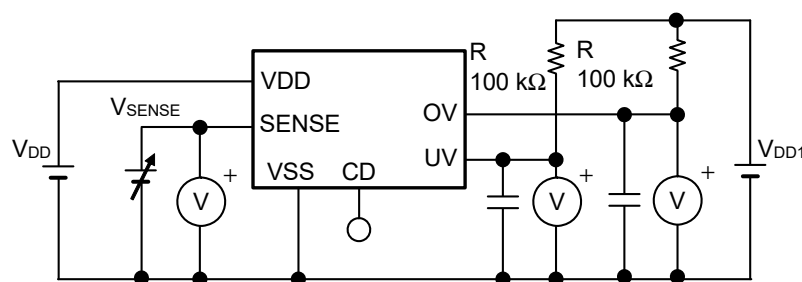 R
100 kΩ
R
100 kΩ
VDD
VSENSE
SENSE
OV
VDD
VDD1
UV
+
V
VSS
CD
+
V
+
V